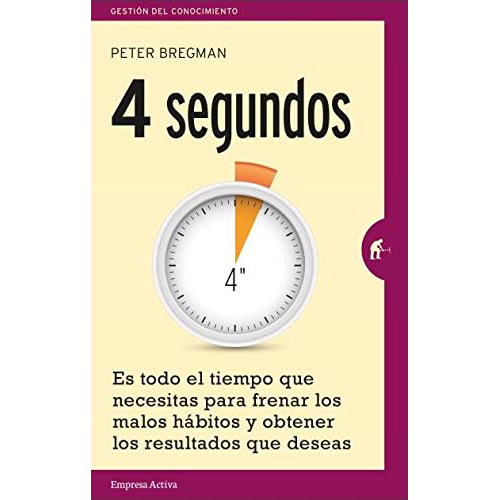 GESTIÓN DEL CONOCIMIENTO
PETER BREGMAN
4 segundos
4"
Es todo el tiempo que
necesitas para frenar los
malos hábitos y obtener
los resultados que deseas
Empresa Activa